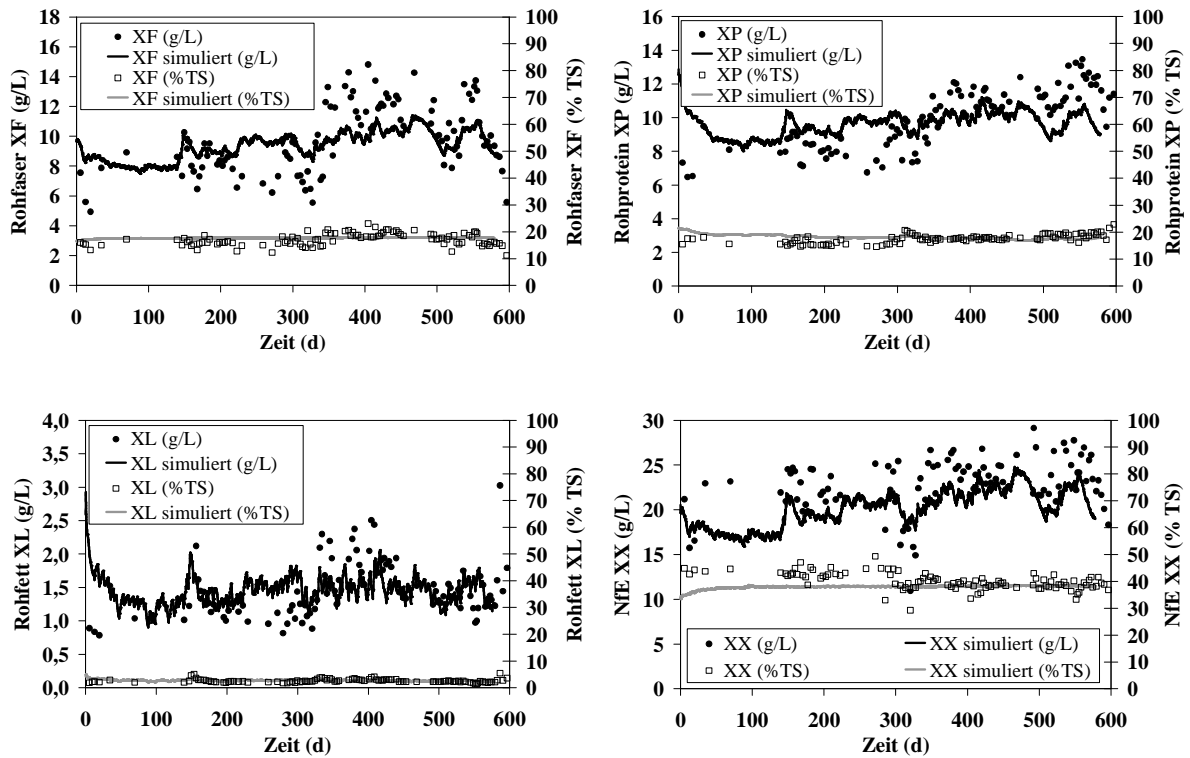 18
16
14
12
10
8
6
4
2
0
Rohfaser XF (g/L)
XF (g/L)
XF simuliert (g/L)
XF (%TS)
XF simuliert (%TS)
100
90
80
70
60
50
40
30
20
10
0
Rohfaser XF (% TS)
0 100 200 300 400 500 600
Zeit (d)
16
14
12
10
8
6
4
2
0
Rohprotein XP (g/L)
XP (g/L)
XP simuliert (g/L)
XP (%TS)
XP simuliert (%TS)
100
90
80
70
60
50
40
30
20
10
0
Rohprotein XP (% TS)
0 100 200 300 400 500 600
Zeit (d)
4,0
3,5
3,0
2,5
2,0
1,5
1,0
0,5
0,0
Rohfett XL (g/L)
XL (g/L)
XL simuliert (g/L)
XL (%TS)
XL simuliert (%TS)
100
90
80
70
60
50
40
30
20
10
0
Rohfett XL (% TS)
0 100 200 300 400 500 600
Zeit (d)
30
25
20
15
10
5
0
NfE XX (g/L)
XX (g/L) XX simuliert (g/L)
XX (%TS) XX simuliert (%TS)
100
90
80
70
60
50
40
30
20
10
0
NfE XX (% TS)
0 100 200 300 400 500 600
Zeit (d)